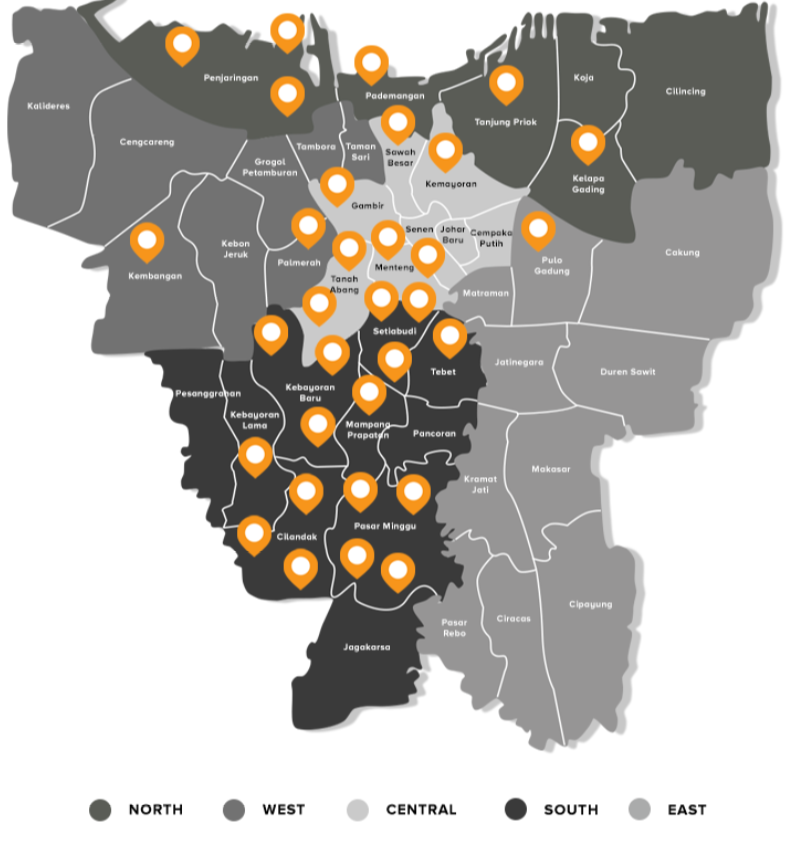 Kalideres
Penjaringan
Pademangan
Koja
Cilincing
Cengcareng
Tambora
Taman
Sari
Sawah
Besar
Tanjung Priok
Grogol
Petamburan
Kemayoran
Kelapa
Gading
Gambir
Kebon
Jeruk
Senen
Johar
Baru
Cempaka
Putih
Cakung
Kembangan
Palmerah
Menteng
Pulo
Gadung
Tanah
Abang
Matraman
Setiabudi
Tebet
Jatinegara
Duren Sawit
Pesanggrahan
Kebayoran
Baru
Kebayoran
Lama
Mampang
Prapatan
Pancoran
Kramat
Jati
Makasar
Cilandak
Pasar Minggu
Pasar
Rebo
Ciracas
Cipayung
Jagakarsa
NORTH
WEST
CENTRAL
SOUTH
EAST